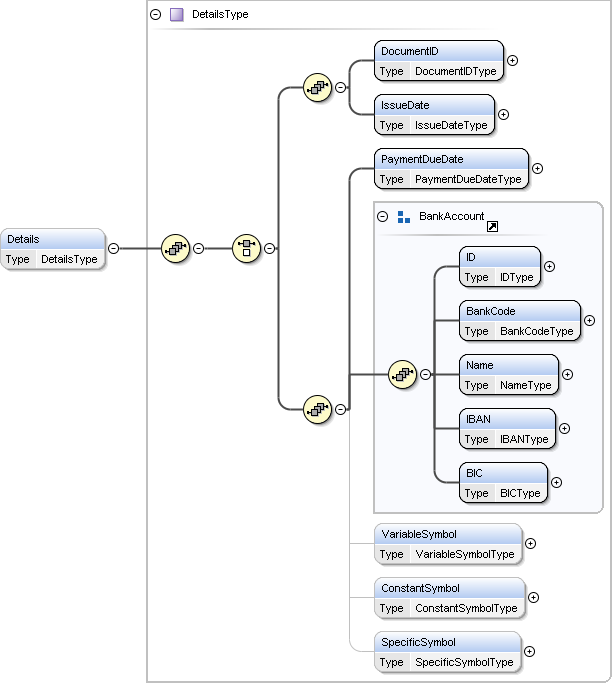 DetailsType
DocumentID
Type DocumentIDType
IssueDate
Type IssueDateType
PaymentDueDate
Type PaymentDueDateType
BankAccount
Details
Type DetailsType
ID
Type IDType
BankCode
Type BankCodeType
Name
Type NameType
IBAN
Type IBANType
BIC
Type BICType
VariableSymbol
Type VariableSymbolType
ConstantSymbol
Type ConstantSymbolType
SpecificSymbol
Type SpecificSymbolType